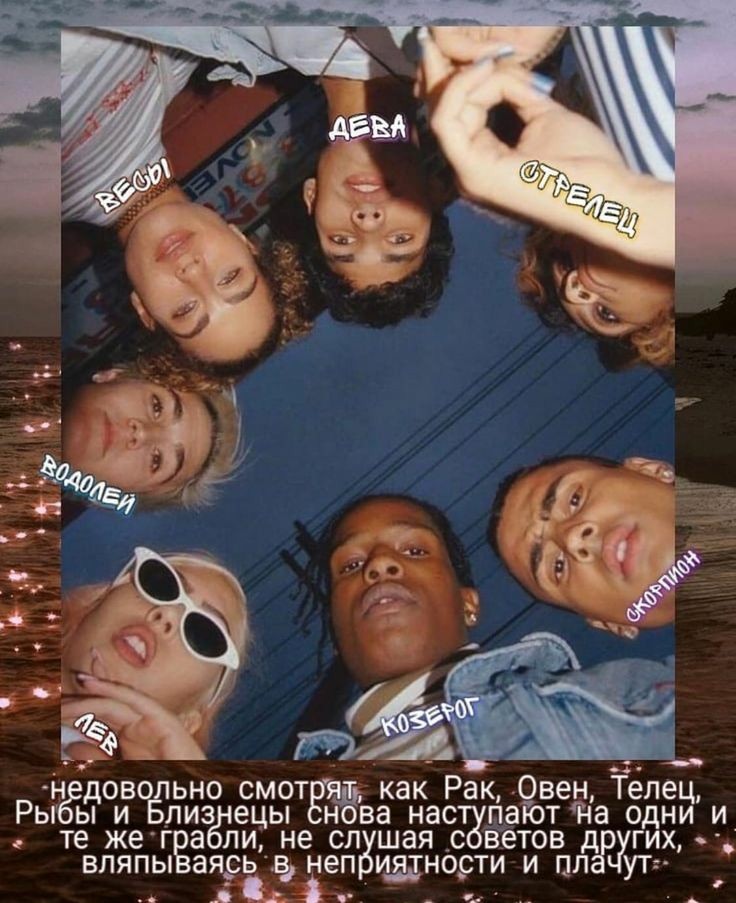 ДЕВА
ВЕСЫ
СТРЕЛЕЦ
NOVE
ВОДОЛЕЙ
СКОРПИОН
ЛЕВ
КОЗЕРОГ
-недовольно смотрят, как Рак, Овен, Телец,
Рыбы и Близнецы снова наступают на одни и
те же грабли, не слушая советов других,
вляпываясь в неприятности и плачут-